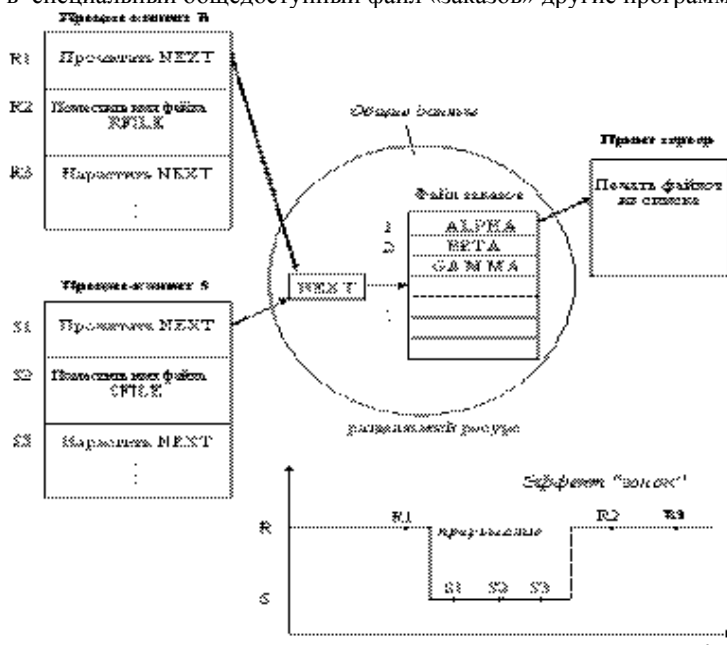 в специальный общедоступный файл «заказов» другие программ
Процесс-клиент R
R1 Прочитать NEXT
R2 Поместить имя файла
RFILE
R3 Нарастить NEXT
Общие данные
Принт-сервер
Печать файлов
из списка
Файл заказов
1 ALPHA
2 BETA
GAMMA
NEXT
Процесс-клиент S
S1 Прочитать NEXT
S2 Поместить имя файла
SFILE
S3 Нарастить NEXT
разделяемый ресурс
Эффект "гонок"
R
R1
прерывание
R2
R3
S
S1
S2
S3